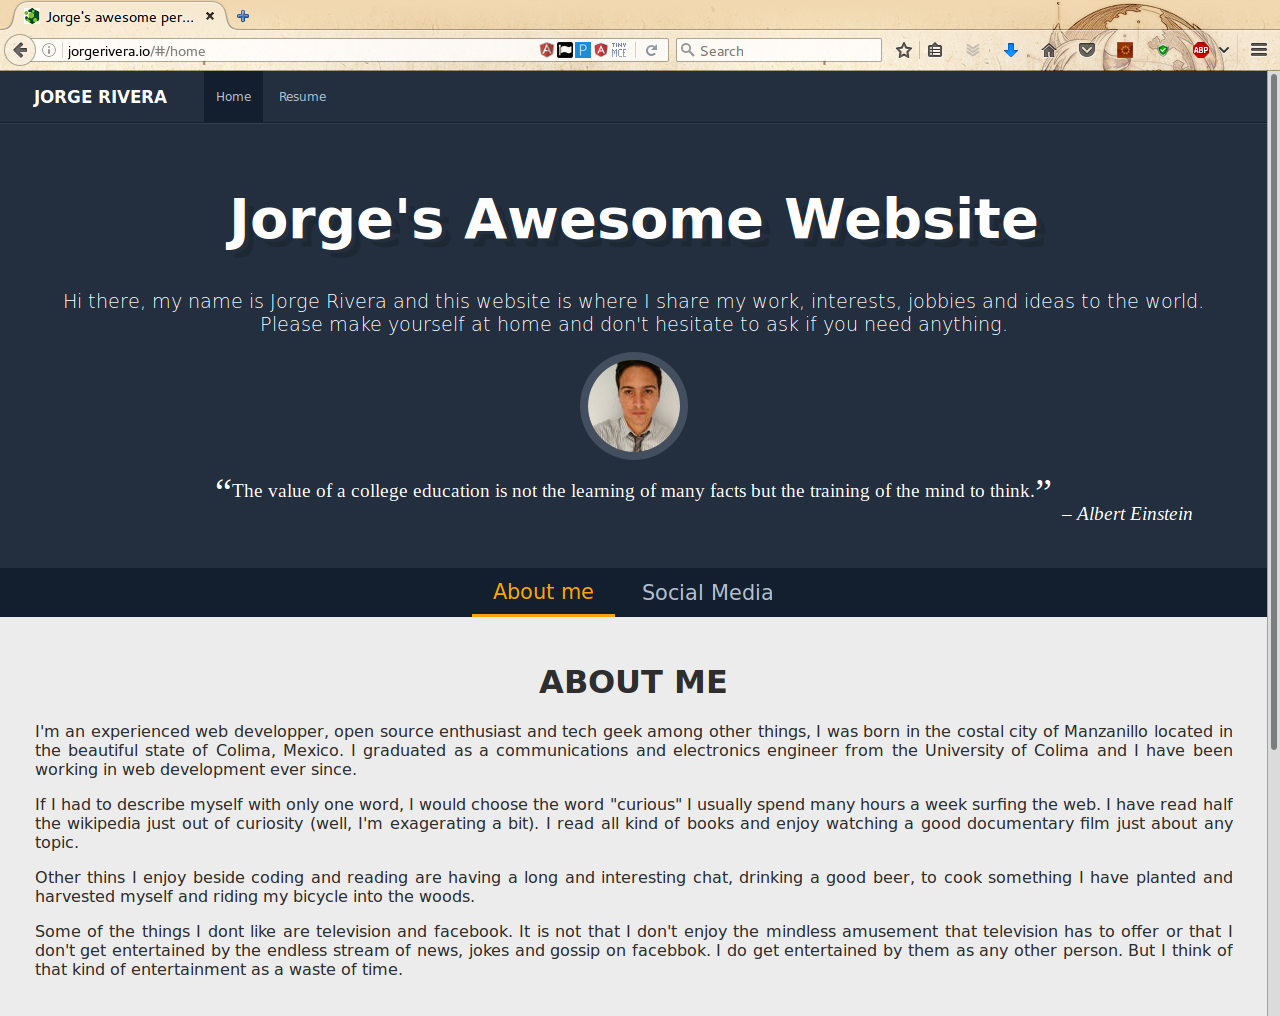 Jorge's awesome per...
jorgerivera.io/#/home
TINY
MCE
Search
ABP
JORGE RIVERA
Home
Resume
Jorge's Awesome Website
Hi there, my name is Jorge Rivera and this website is where I share my work, interests, jobbies and ideas to the world.
Please make yourself at home and don't hesitate to ask if you need anything.
“The value of a college education is not the learning of many facts but the training of the mind to think.”
– Albert Einstein
About me
Social Media
ABOUT ME
I'm an experienced web developper, open source enthusiast and tech geek among other things, I was born in the costal city of Manzanillo located in
the beautiful state of Colima, Mexico. I graduated as a communications and electronics engineer from the University of Colima and I have been
working in web development ever since.
If I had to describe myself with only one word, I would choose the word "curious" I usually spend many hours a week surfing the web. I have read half
the wikipedia just out of curiosity (well, I'm exagerating a bit). I read all kind of books and enjoy watching a good documentary film just about any
topic.
Other thins I enjoy beside coding and reading are having a long and interesting chat, drinking a good beer, to cook something I have planted and
harvested myself and riding my bicycle into the woods.
Some of the things I dont like are television and facebook. It is not that I don't enjoy the mindless amusement that television has to offer or that I
don't get entertained by the endless stream of news, jokes and gossip on facebbok. I do get entertained by them as any other person. But I think of
that kind of entertainment as a waste of time.